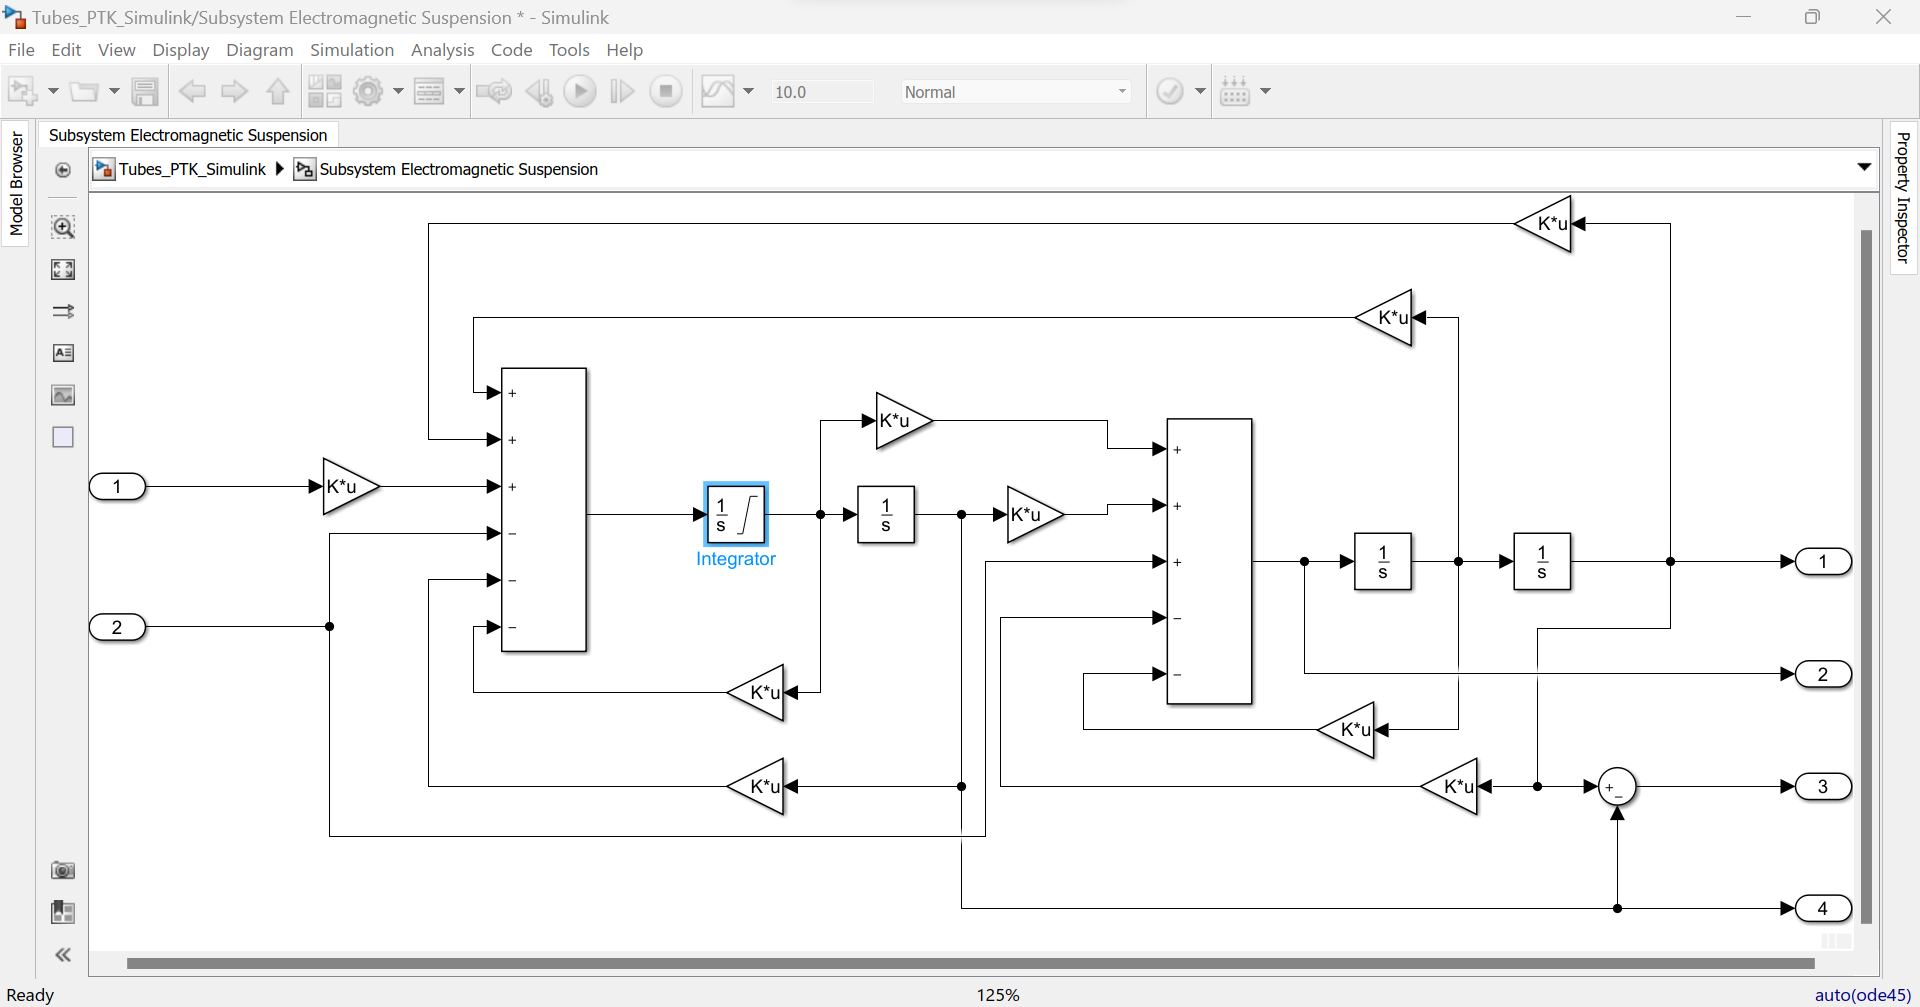 Tubes_PTK_Simulink/Subsystem Electromagnetic Suspension * - Simulink
File Edit View Display Diagram Simulation Analysis Code Tools Help
10.0 Normal
Model Browser
Subsystem Electromagnetic Suspension
Property Inspector
Tubes_PTK_Simulink Subsystem Electromagnetic Suspension
K*u
K*u
+
+
+
-
-
-
K*u
+
+
+
-
-
1
K*u
1
s
Integrator
1
s
K*u
1
s
1
s
1
2
2
K*u
K*u
K*u
K*u
+
-
3
4
Ready 125% auto(ode45)